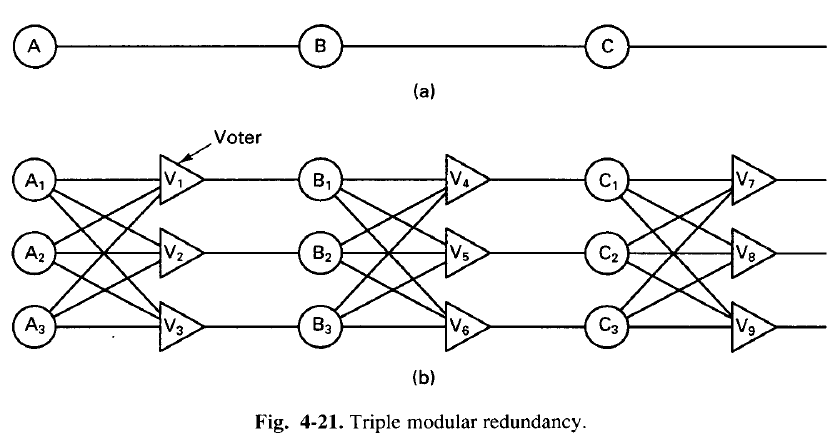 A B C
(a)
Voter
A1 V1 B1 V4 C1 V7
A2 V2 B2 V5 C2 V8
A3 V3 B3 V6 C3 V9
(b)
Fig. 4-21. Triple modular redundancy.